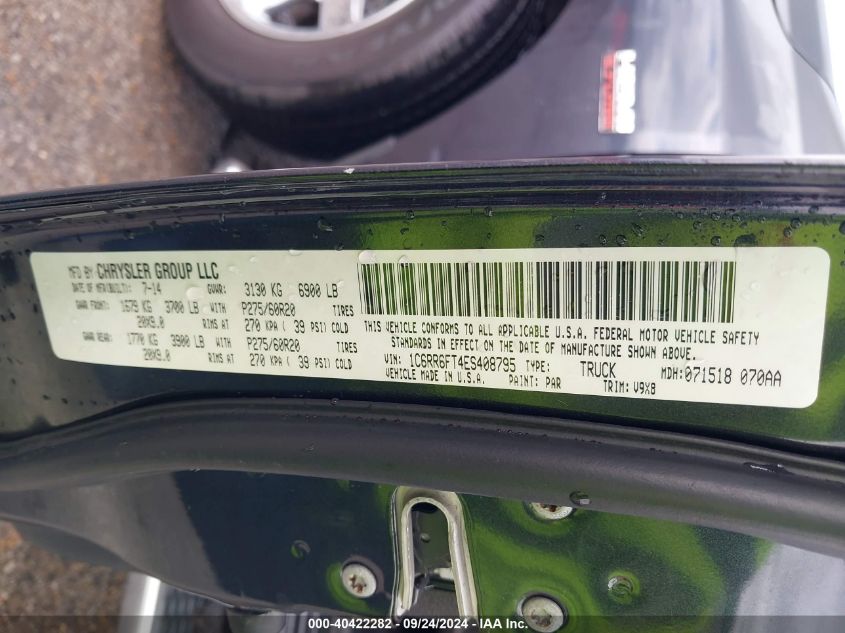 MFD BY: CHRYSLER GROUP LLC
DATE OF MFR(BUILT): 7-14 GVWR: 3130 KG 6900 LB
GAWR FRONT: 1679 KG 3700 LB WITH P275/60R20 TIRES
20X9.0 RIMS AT 270 KPA ( 39 PSI) COLD
GAWR REAR: 1770 KG 3900 LB WITH P275/60R20 TIRES
20X9.0 RIMS AT 270 KPA ( 39 PSI) COLD
THIS VEHICLE CONFORMS TO ALL APPLICABLE U.S.A. FEDERAL MOTOR VEHICLE SAFETY
STANDARDS IN EFFECT ON THE DATE OF MANUFACTURE SHOWN ABOVE.
VIN: 1C6RR6FT4ES408795 TYPE: TRUCK MDH: 071518 070AA
VEHICLE MADE IN U.S.A. PAINT: PAR TRIM: V9X8
000-40422282 - 09/24/2024 - IAA Inc.